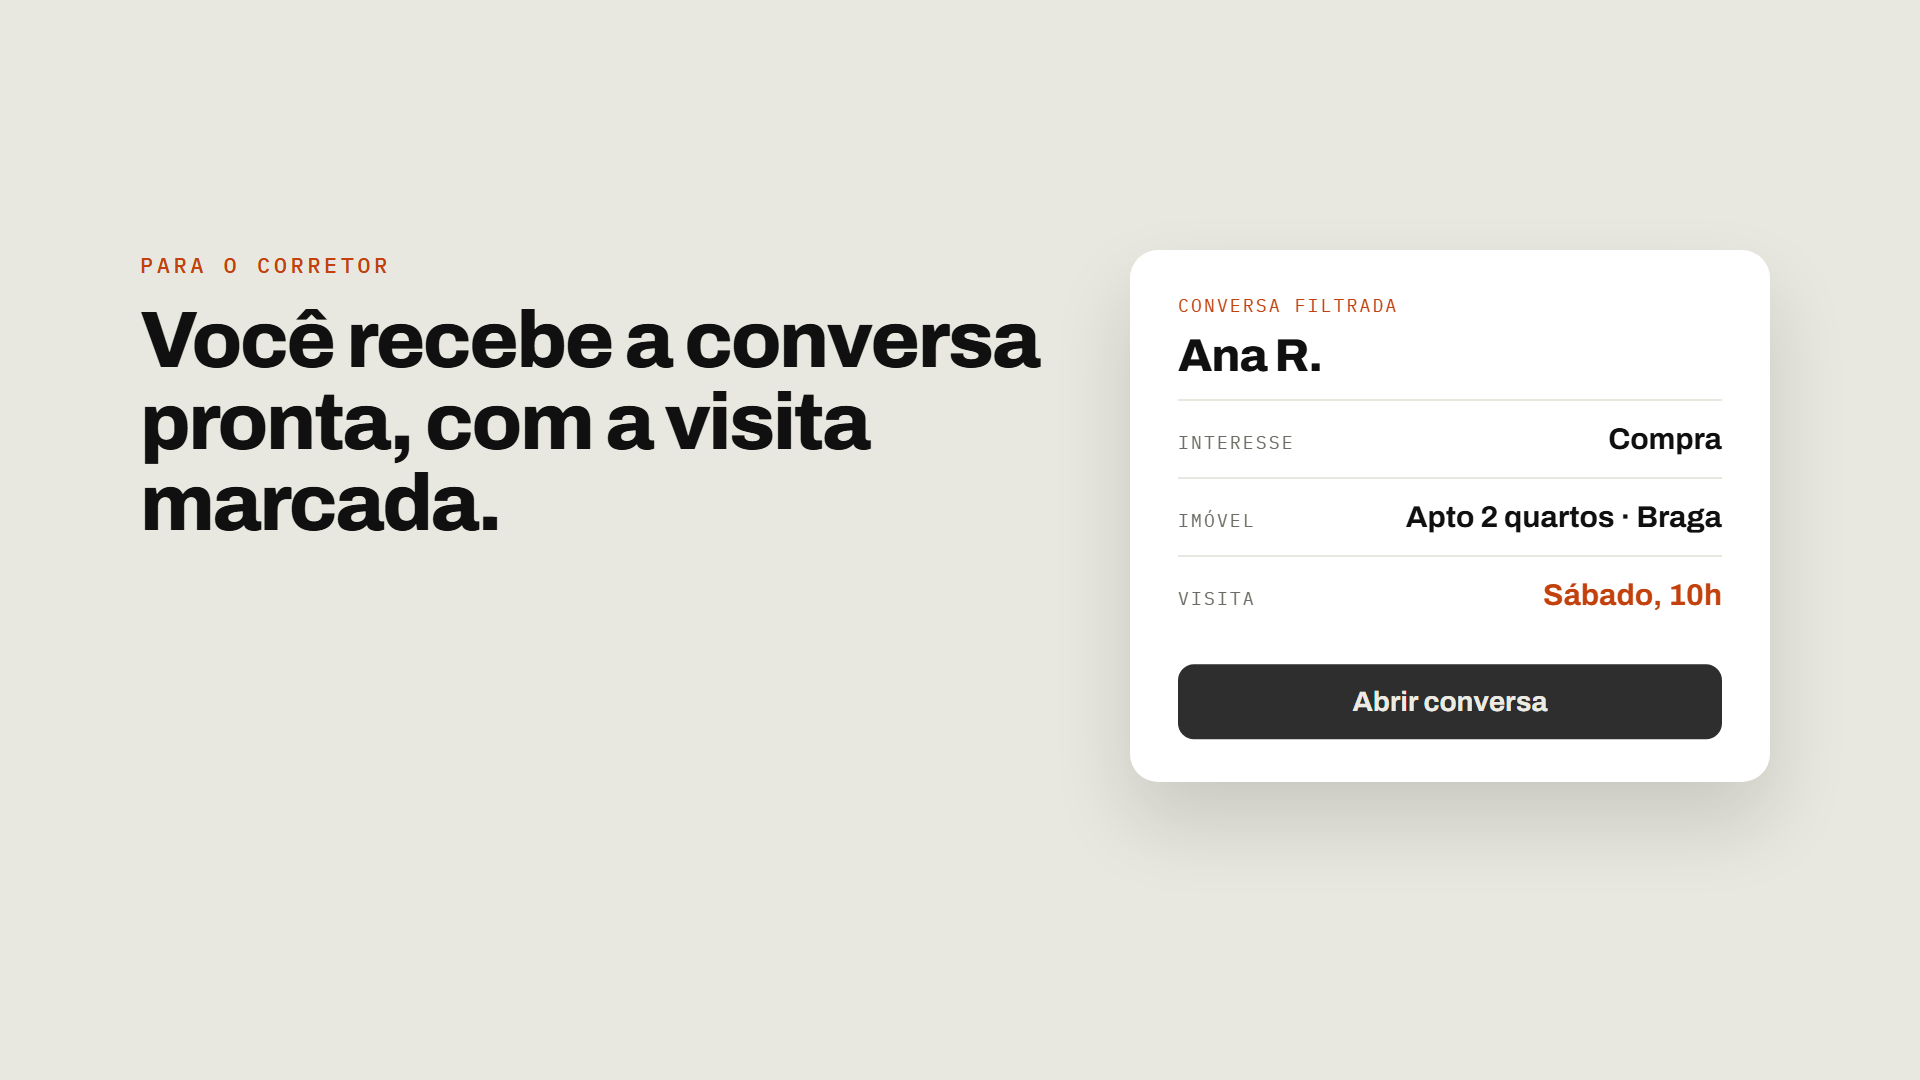 PARA O CORRETOR
Você recebe a conversa
pronta, com a visita
marcada.
CONVERSA FILTRADA
Ana R.
INTERESSE Compra
IMÓVEL Apto 2 quartos · Braga
VISITA Sábado, 10h
Abrir conversa